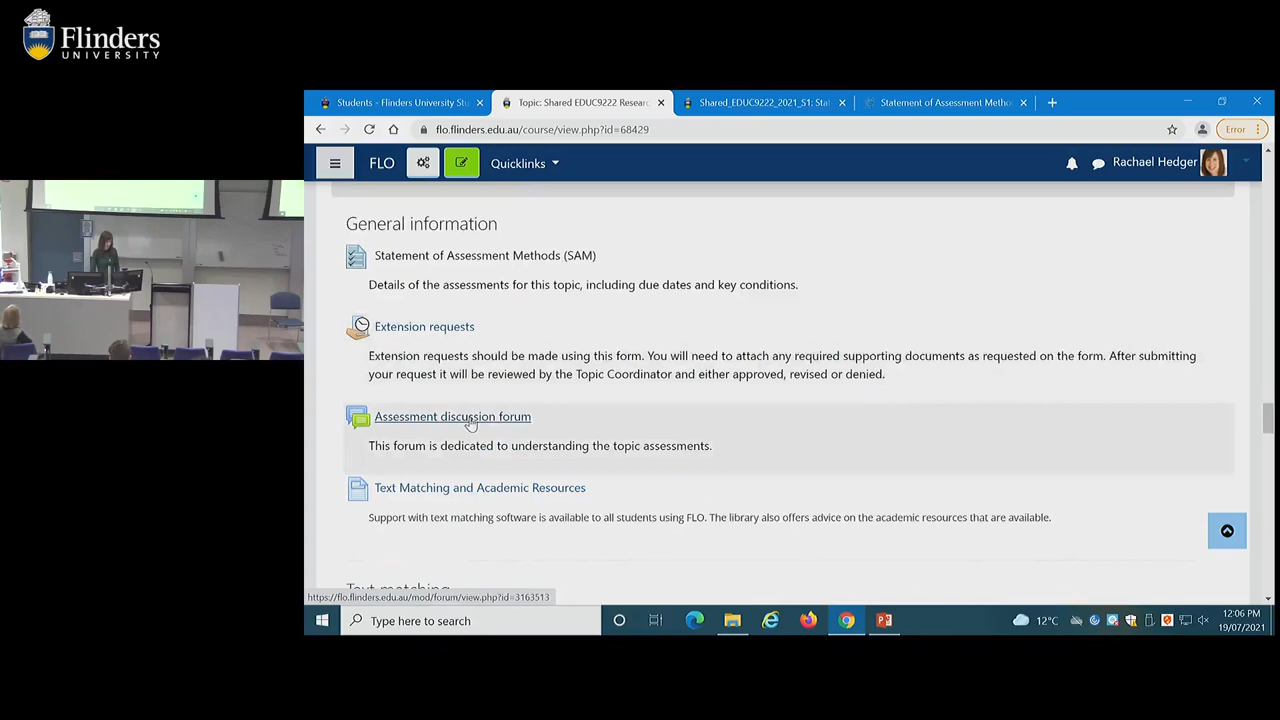 Flinders
UNIVERSITY
Students - Flinders University Stu
Topic: Shared EDUC9222 Researc
Shared_EDUC9222_2021_S1: Stat
Statement of Assessment Metho
flo.flinders.edu.au/course/view.php?id=68429
Error
FLO
Quicklinks
Rachael Hedger
General information
Statement of Assessment Methods (SAM)
Details of the assessments for this topic, including due dates and key conditions.
Extension requests
Extension requests should be made using this form. You will need to attach any required supporting documents as requested on the form. After submitting
your request it will be reviewed by the Topic Coordinator and either approved, revised or denied.
Assessment discussion forum
This forum is dedicated to understanding the topic assessments.
Text Matching and Academic Resources
Support with text matching software is available to all students using FLO. The library also offers advice on the academic resources that are available.
Text matching
https://flo.flinders.edu.au/mod/forum/view.php?id=3163513
Type here to search
12°C
12:06 PM
19/07/2021